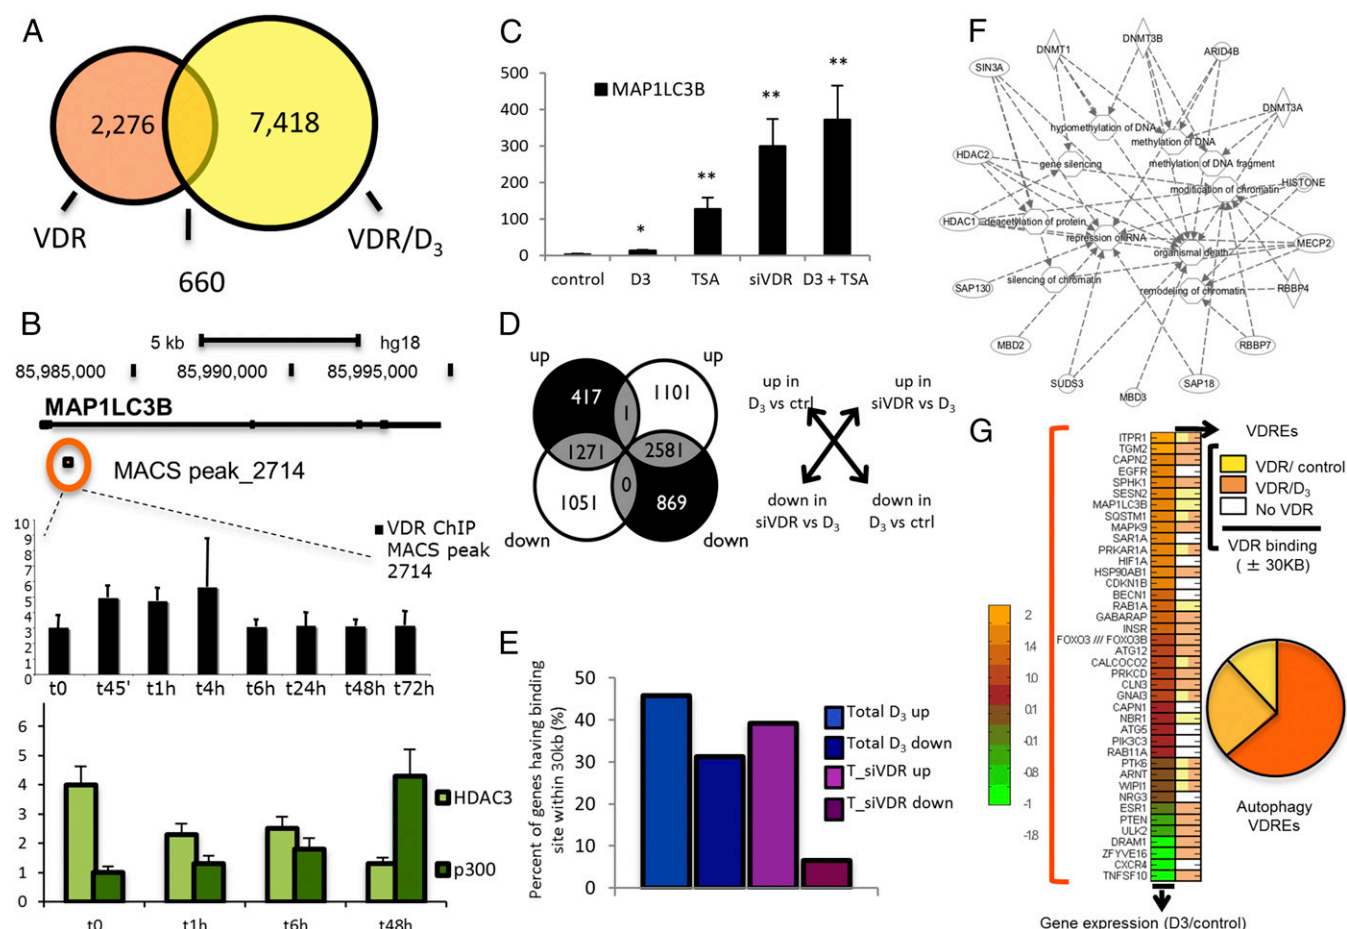 A
2,276
7,418
VDR
VDR/D₃
660
B
5 kb
hg18
85,985,000
85,990,000
85,995,000
MAP1LC3B
MACS peak_2714
10
9
8
7
6
5
4
3
2
1
0
VDR ChIP
MACS peak
2714
t0
t45'
t1h
t4h
t6h
t24h
t48h
t72h
6
5
4
3
2
1
0
HDAC3
p300
t0
t1h
t6h
t48h
C
500
400
300
200
100
0
MAP1LC3B
*
**
**
**
control
D3
TSA
siVDR
D3 + TSA
D
up
up
417
1
1101
1271
2581
1051
0
869
down
down
up in
D₃ vs ctrl
up in
siVDR vs D₃
down in
siVDR vs D₃
down in
D₃ vs ctrl
E
Percent of genes having binding
site within 30kb (%)
50
40
30
20
10
0
Total D₃ up
Total D₃ down
T_siVDR up
T_siVDR down
F
DNMT1
DNMT3B
ARID4B
SIN3A
DNMT3A
hypomethylation of DNA
methylation of DNA
HDAC2
gene silencing
methylation of DNA fragment
modification of chromatin
HISTONE
HDAC1
deacetylation of protein
repression of RNA
organismal death
MECP2
SAP130
silencing of chromatin
remodeling of chromatin
RBBP4
MBD2
RBBP7
SUDS3
MBD3
SAP18
G
ITPR1
TGM2
CAPN2
EGFR
SPHK1
SESN2
MAP1LC3B
SQSTM1
MAPK9
SAR1A
PRKAR1A
HIF1A
HSP90AB1
CDKN1B
BECN1
RAB1A
GABARAP
INSR
FOXO3 /// FOXO3B
ATG12
CALCOCO2
PRKCD
CLN3
GNAI3
CAPN1
NBR1
ATG5
PIK3C3
RAB11A
PTK6
ARNT
WIPI1
NRG3
ESR1
PTEN
ULK2
DRAM1
ZFYVE16
CXCR4
TNFSF10
2
1.4
1.0
0.1
-0.1
-0.8
-1
-1.8
VDREs
VDR/ control
VDR/D₃
No VDR
VDR binding
( ± 30KB)
Autophagy
VDREs
Gene expression (D3/control)